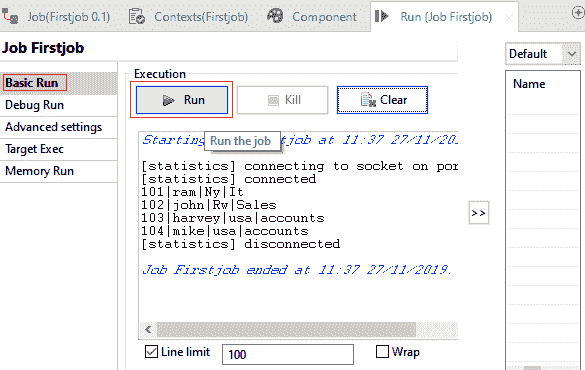 Job(Firstjob 0.1) Contexts(Firstjob) Component Run (Job Firstjob)
Job Firstjob
Default
Basic Run
Debug Run
Advanced settings
Target Exec
Memory Run
Execution
Run Kill Clear
Run the job
Name
Starting job at 11:37 27/11/20
[statistics] connecting to socket on por
[statistics] connected
101|ram|Ny|It
102|john|Rw|Sales
103|harvey|usa|accounts
104|mike|usa|accounts
[statistics] disconnected
Job Firstjob ended at 11:37 27/11/2019.
>>
Line limit 100 Wrap